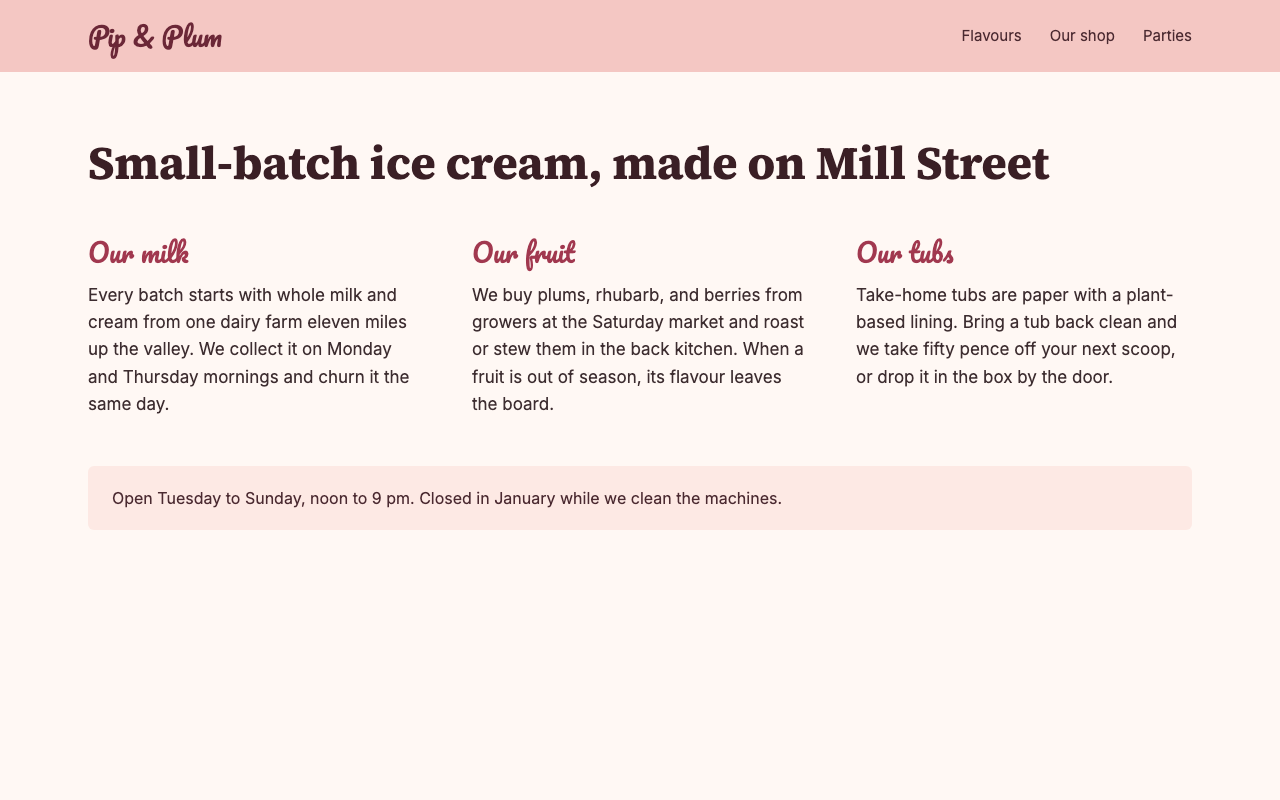 Pip & Plum
Flavours
Our shop
Parties
Small-batch ice cream, made on Mill Street
Our milk
Every batch starts with whole milk and
cream from one dairy farm eleven miles
up the valley. We collect it on Monday
and Thursday mornings and churn it the
same day.
Our fruit
We buy plums, rhubarb, and berries from
growers at the Saturday market and roast
or stew them in the back kitchen. When a
fruit is out of season, its flavour leaves
the board.
Our tubs
Take-home tubs are paper with a plant-
based lining. Bring a tub back clean and
we take fifty pence off your next scoop,
or drop it in the box by the door.
Open Tuesday to Sunday, noon to 9 pm. Closed in January while we clean the machines.